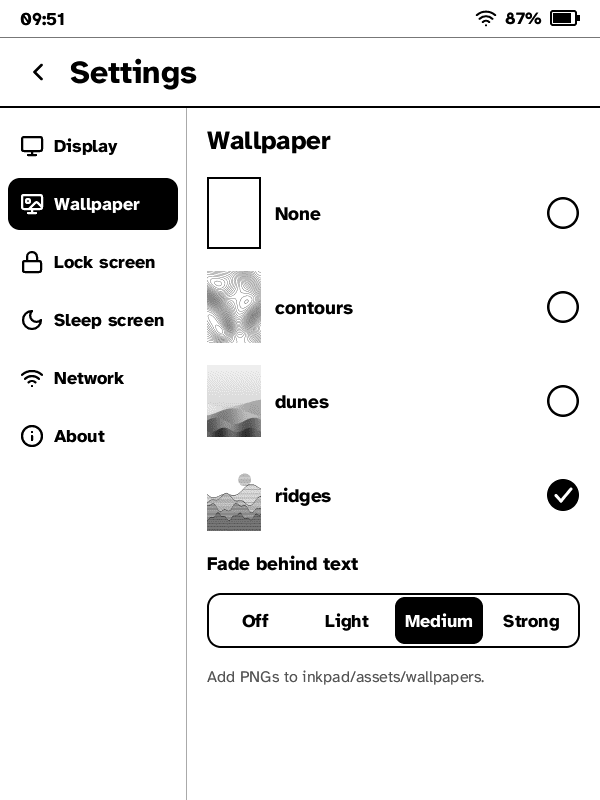 09:51
87%
Settings
Display
Wallpaper
Lock screen
Sleep screen
Network
About
Wallpaper
None
contours
dunes
ridges
Fade behind text
Off Light Medium Strong
Add PNGs to inkpad/assets/wallpapers.